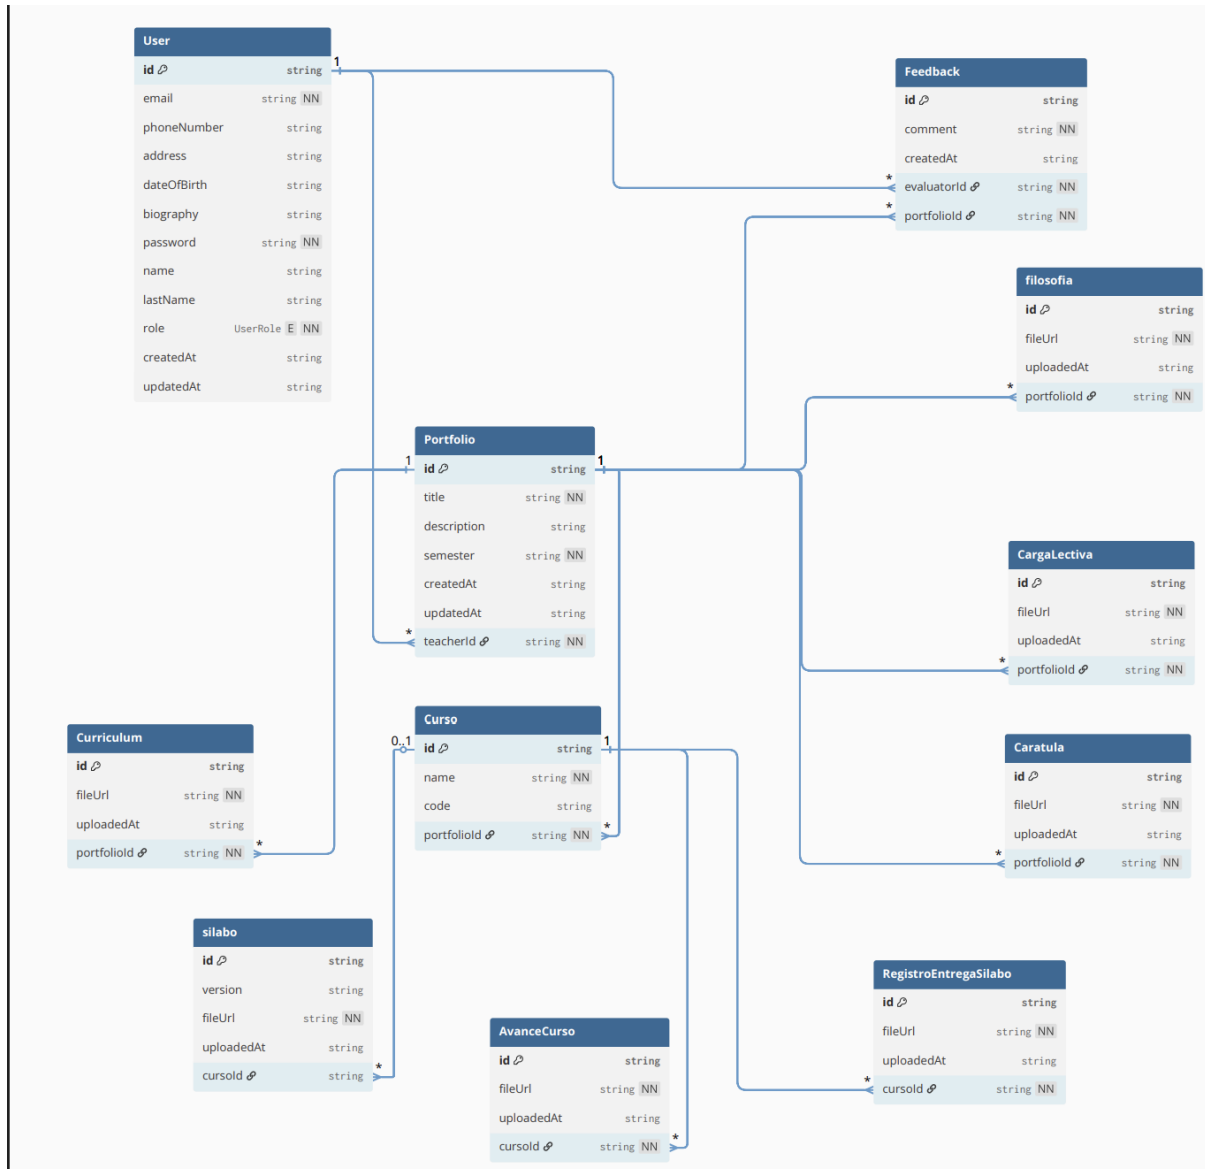 User
id string
email string NN
phoneNumber string
address string
dateOfBirth string
biography string
password string NN
name string
lastName string
role UserRole E NN
createdAt string
updatedAt string
1
Feedback
id string
comment string NN
createdAt string
* evaluatorId string NN
* portfolioId string NN
filosofia
id string
fileUrl string NN
uploadedAt string
* portfolioId string NN
Portfolio
1 id string 1
title string NN
description string
semester string NN
createdAt string
updatedAt string
* teacherId string NN
CargaLectiva
id string
fileUrl string NN
uploadedAt string
* portfolioId string NN
Curriculum
id string
fileUrl string NN
uploadedAt string
portfolioId string NN *
Curso
0..1 id string 1
name string NN
code string
portfolioId string NN *
Caratula
id string
fileUrl string NN
uploadedAt string
* portfolioId string NN
silabo
id string
version string
fileUrl string NN
uploadedAt string
cursoId string *
AvanceCurso
id string
fileUrl string NN
uploadedAt string
cursoId string NN *
RegistroEntregaSilabo
id string
fileUrl string NN
uploadedAt string
* cursoId string NN